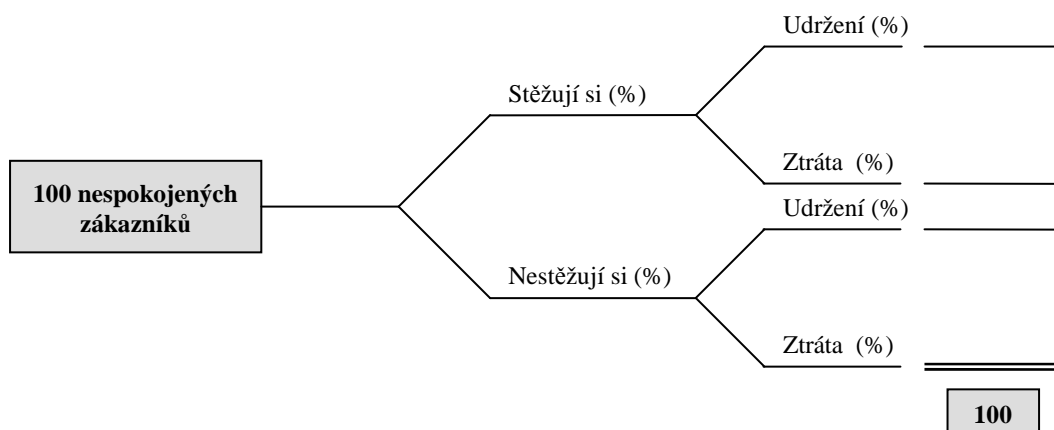 Udržení (%)
Stěžují si (%)
Ztráta (%)
100 nespokojených
zákazníků
Udržení (%)
Nestěžují si (%)
Ztráta (%)
100